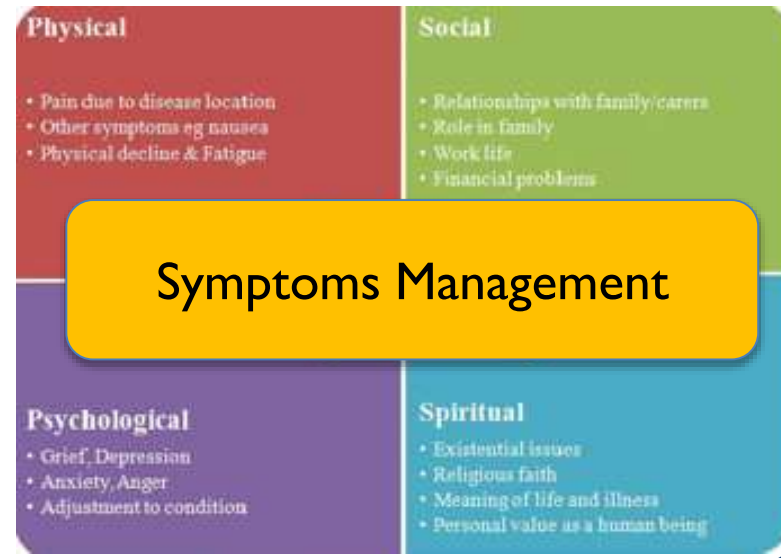 Physical
• Pain due to disease location
• Other symptoms eg nausea
• Physical decline & Fatigue
Social
• Relationships with family/carers
• Role in family
• Work life
• Financial problems
Symptoms Management
Psychological
• Grief, Depression
• Anxiety, Anger
• Adjustment to condition
Spiritual
• Existential issues
• Religious faith
• Meaning of life and illness
• Personal value as a human being